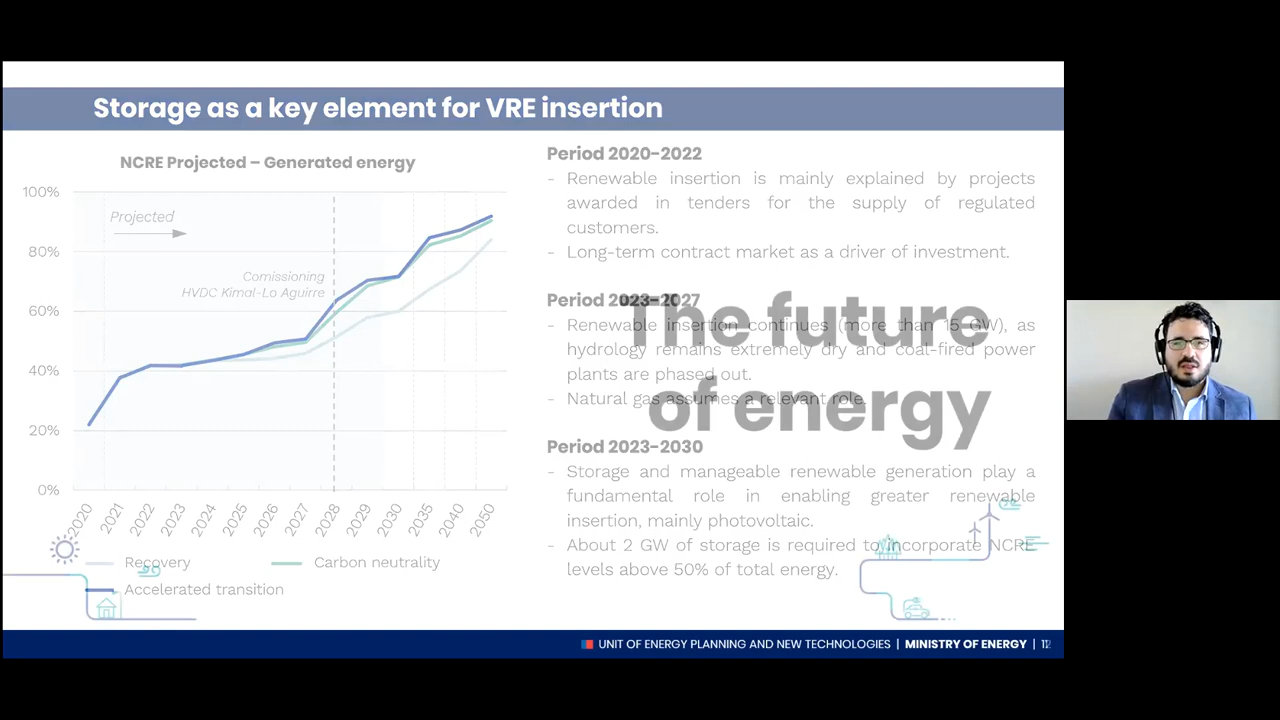 Storage as a key element for VRE insertion
NCRE Projected – Generated energy
100%
80%
60%
40%
20%
0%
Projected
Comissioning
HVDC Kimal-Lo Aguirre
2020
2021
2022
2023
2024
2025
2026
2027
2028
2029
2030
2035
2040
2050
Recovery
Carbon neutrality
Accelerated transition
Period 2020-2022
- Renewable insertion is mainly explained by projects
awarded in tenders for the supply of regulated
customers.
- Long-term contract market as a driver of investment.
Period 2023-2027
- Renewable insertion continues (more than 15 GW), as
hydrology remains extremely dry and coal-fired power
plants are phased out.
- Natural gas assumes a relevant role.
Period 2023-2030
- Storage and manageable renewable generation play a
fundamental role in enabling greater renewable
insertion, mainly photovoltaic.
- About 2 GW of storage is required to incorporate NCRE
levels above 50% of total energy.
The future
of energy
UNIT OF ENERGY PLANNING AND NEW TECHNOLOGIES | MINISTRY OF ENERGY |